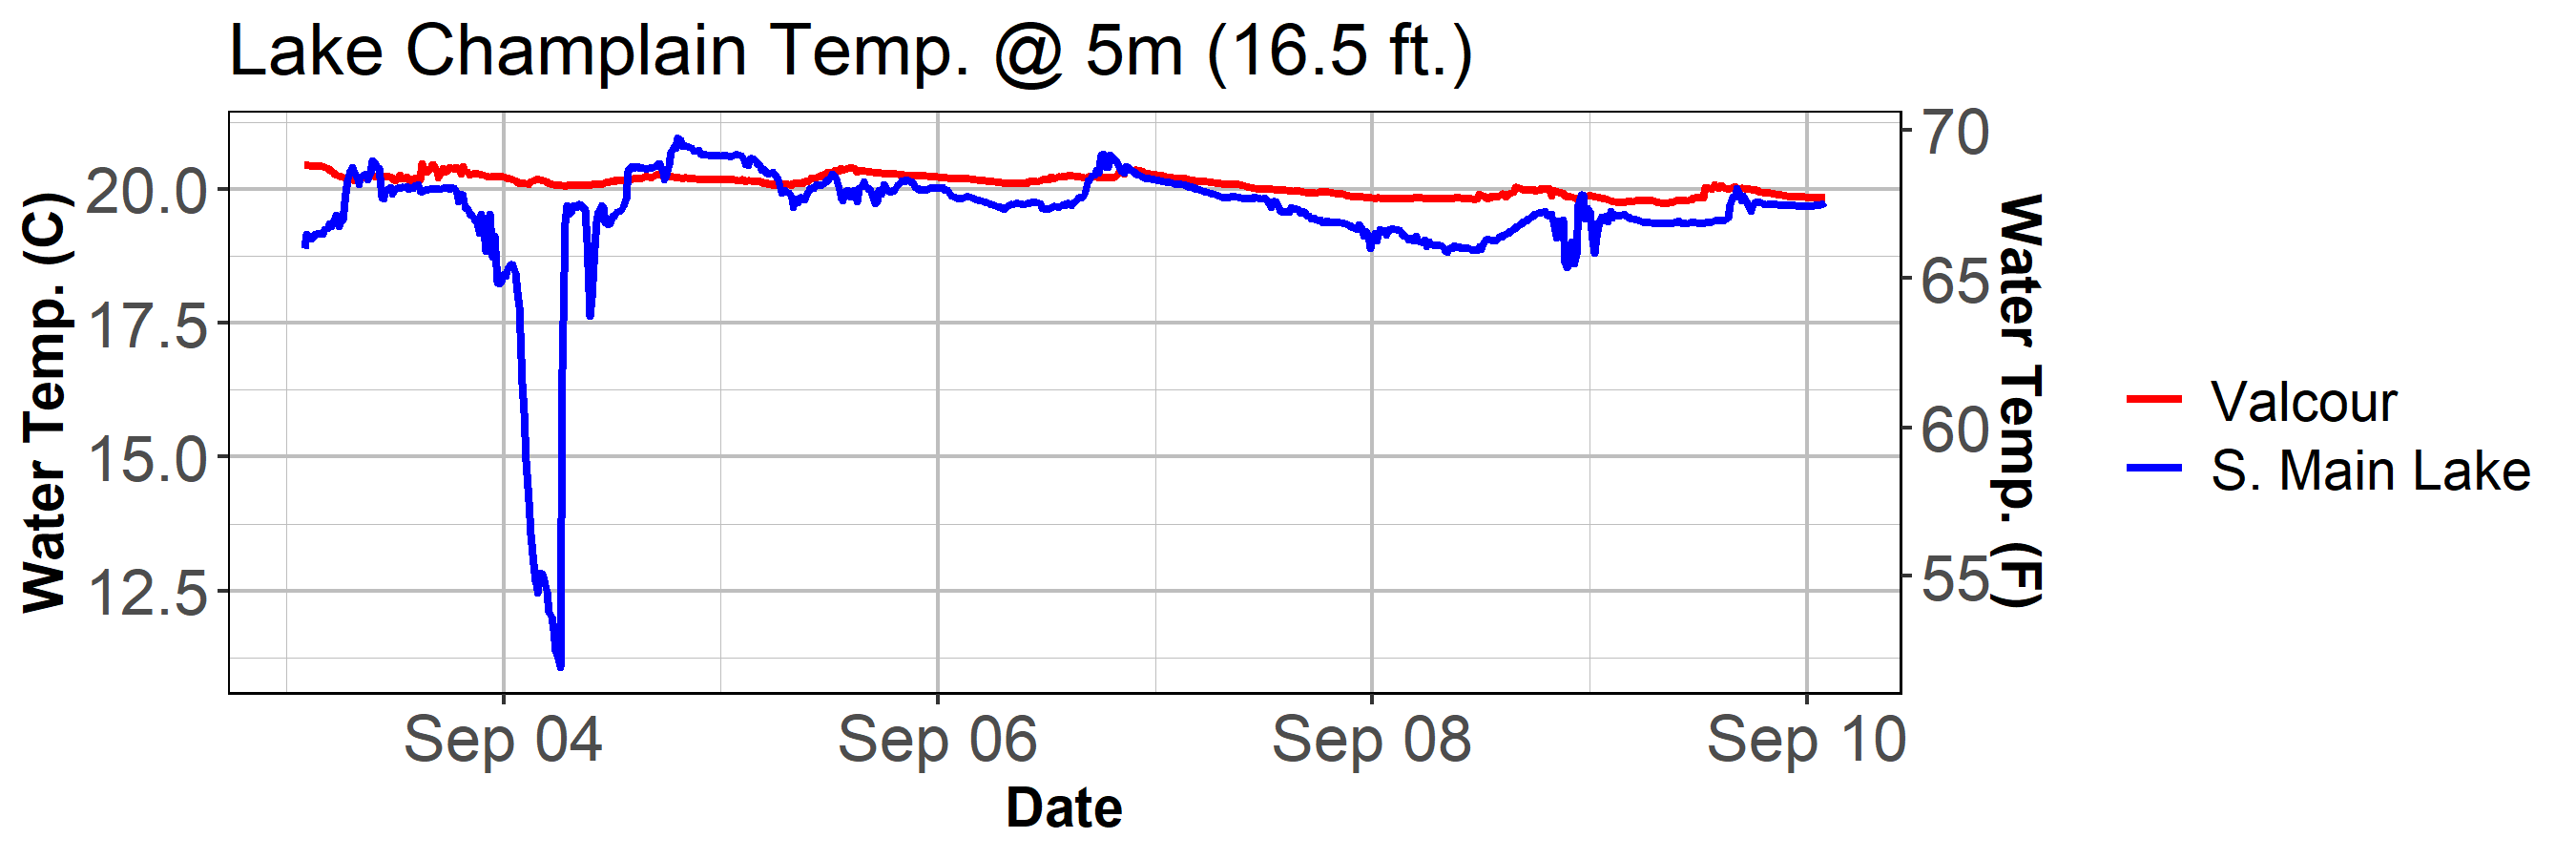 Lake Champlain Temp. @ 5m (16.5 ft.)
Water Temp. (C)
20.0
17.5
15.0
12.5
70
65
60
55
Water Temp. (F)
Sep 04
Sep 06
Sep 08
Sep 10
Date
Valcour
S. Main Lake